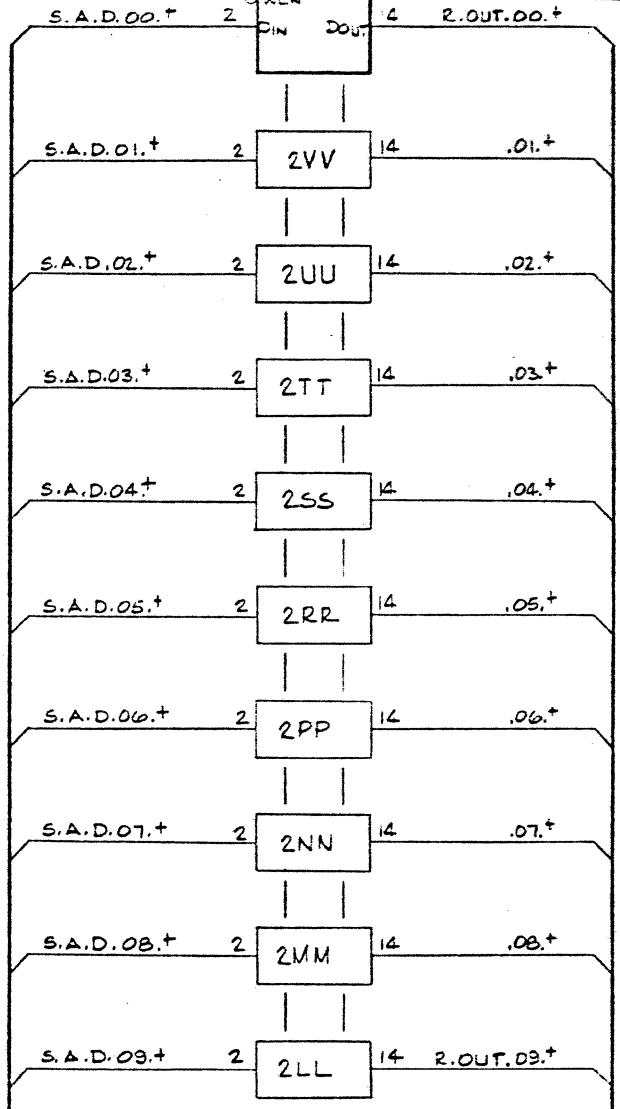 S.A.D.00.+ 2 DIN DOUT 4 R.OUT.00.+
S.A.D.01.+ 2 2VV 14 .01.+
S.A.D.02.+ 2 2UU 14 .02.+
S.A.D.03.+ 2 2TT 14 .03.+
S.A.D.04.+ 2 2SS 14 .04.+
S.A.D.05.+ 2 2RR 14 .05.+
S.A.D.06.+ 2 2PP 14 .06.+
S.A.D.07.+ 2 2NN 14 .07.+
S.A.D.08.+ 2 2MM 14 .08.+
S.A.D.09.+ 2 2LL 14 R.OUT.09.+